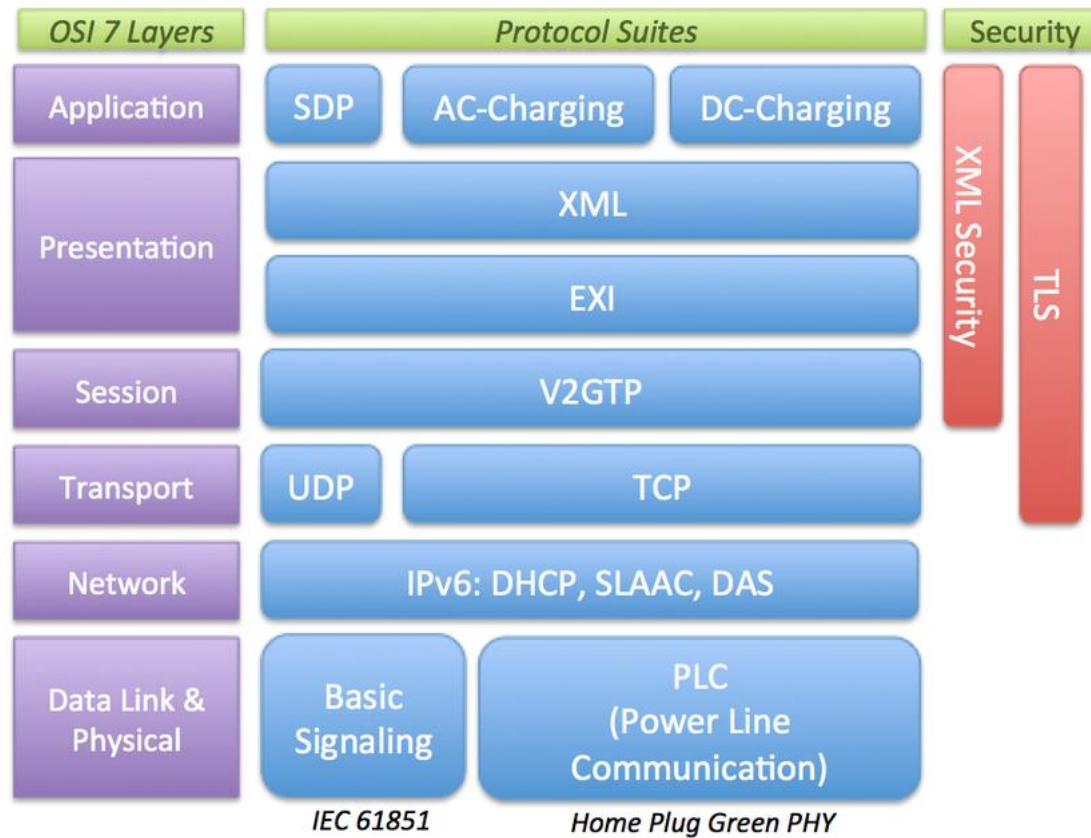 OSI 7 Layers
Protocol Suites
Security
Application
SDP
AC-Charging
DC-Charging
XML Security
TLS
Presentation
XML
EXI
Session
V2GTP
Transport
UDP
TCP
Network
IPv6: DHCP, SLAAC, DAS
Data Link &
Physical
Basic
Signaling
PLC
(Power Line
Communication)
IEC 61851
Home Plug Green PHY